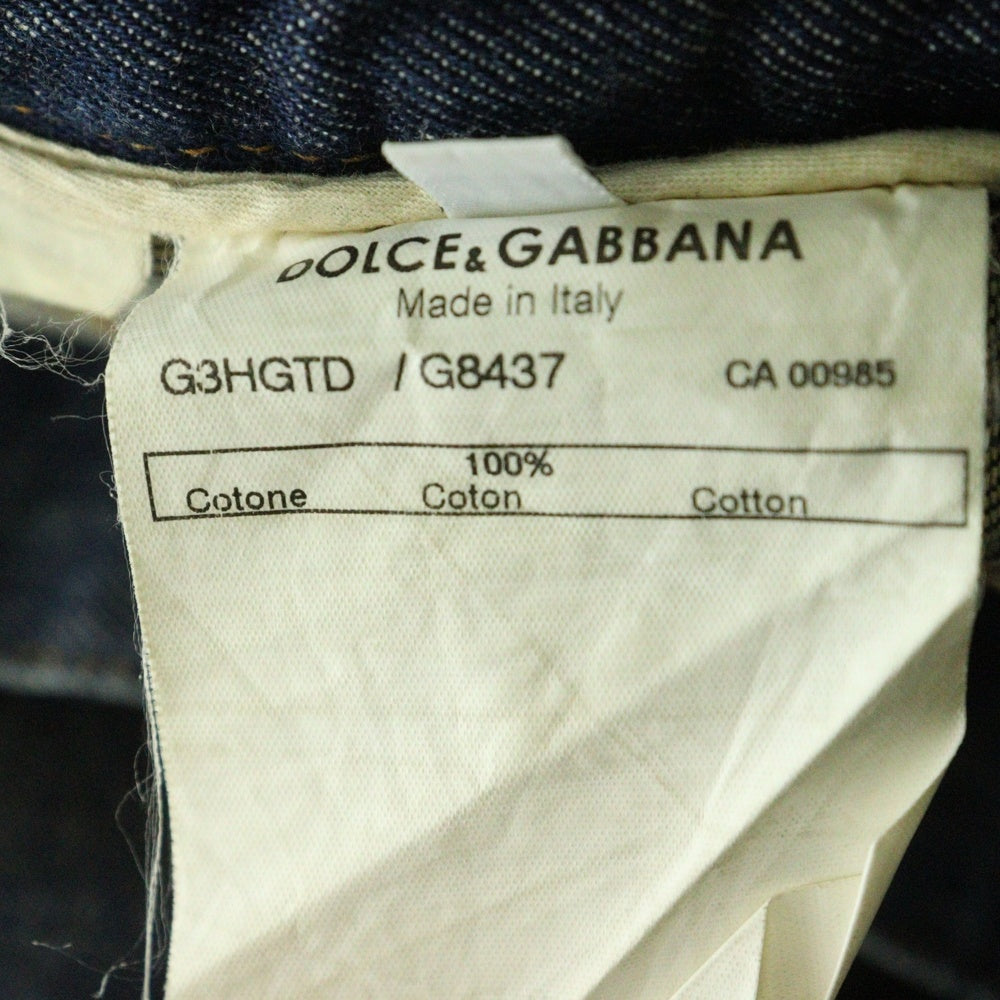 DOLCE & GABBANA
Made in Italy
G3HGTD / G8437 CA 00985
100%
Cotone Coton Cotton